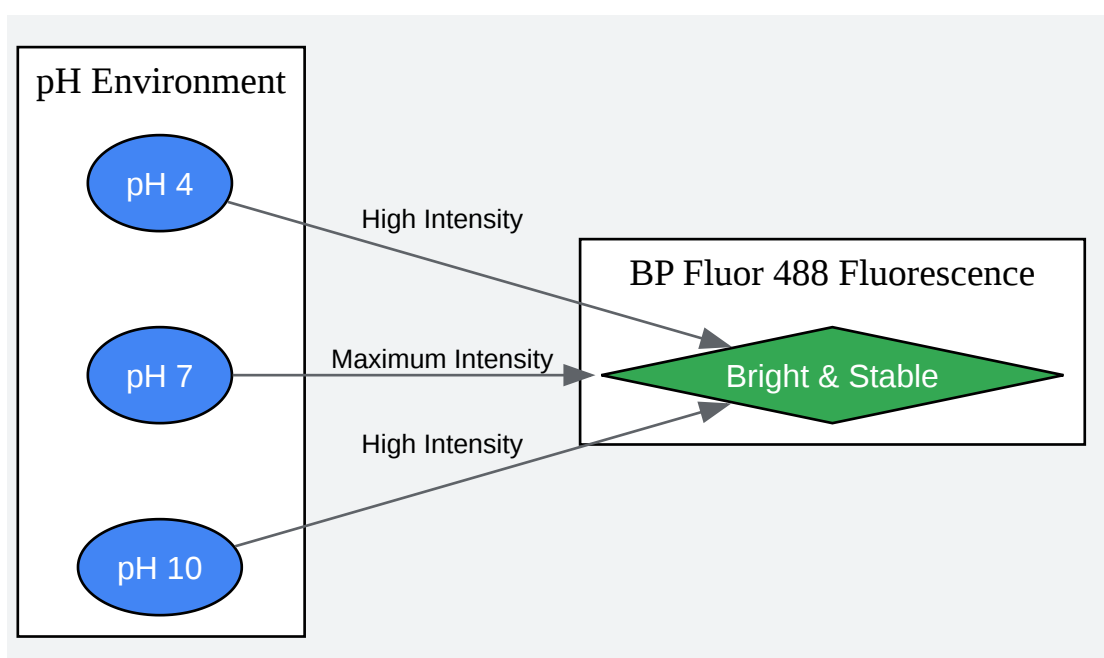 pH Environment
pH 4
High Intensity
BP Fluor 488 Fluorescence
pH 7
Maximum Intensity
Bright & Stable
High Intensity
pH 10